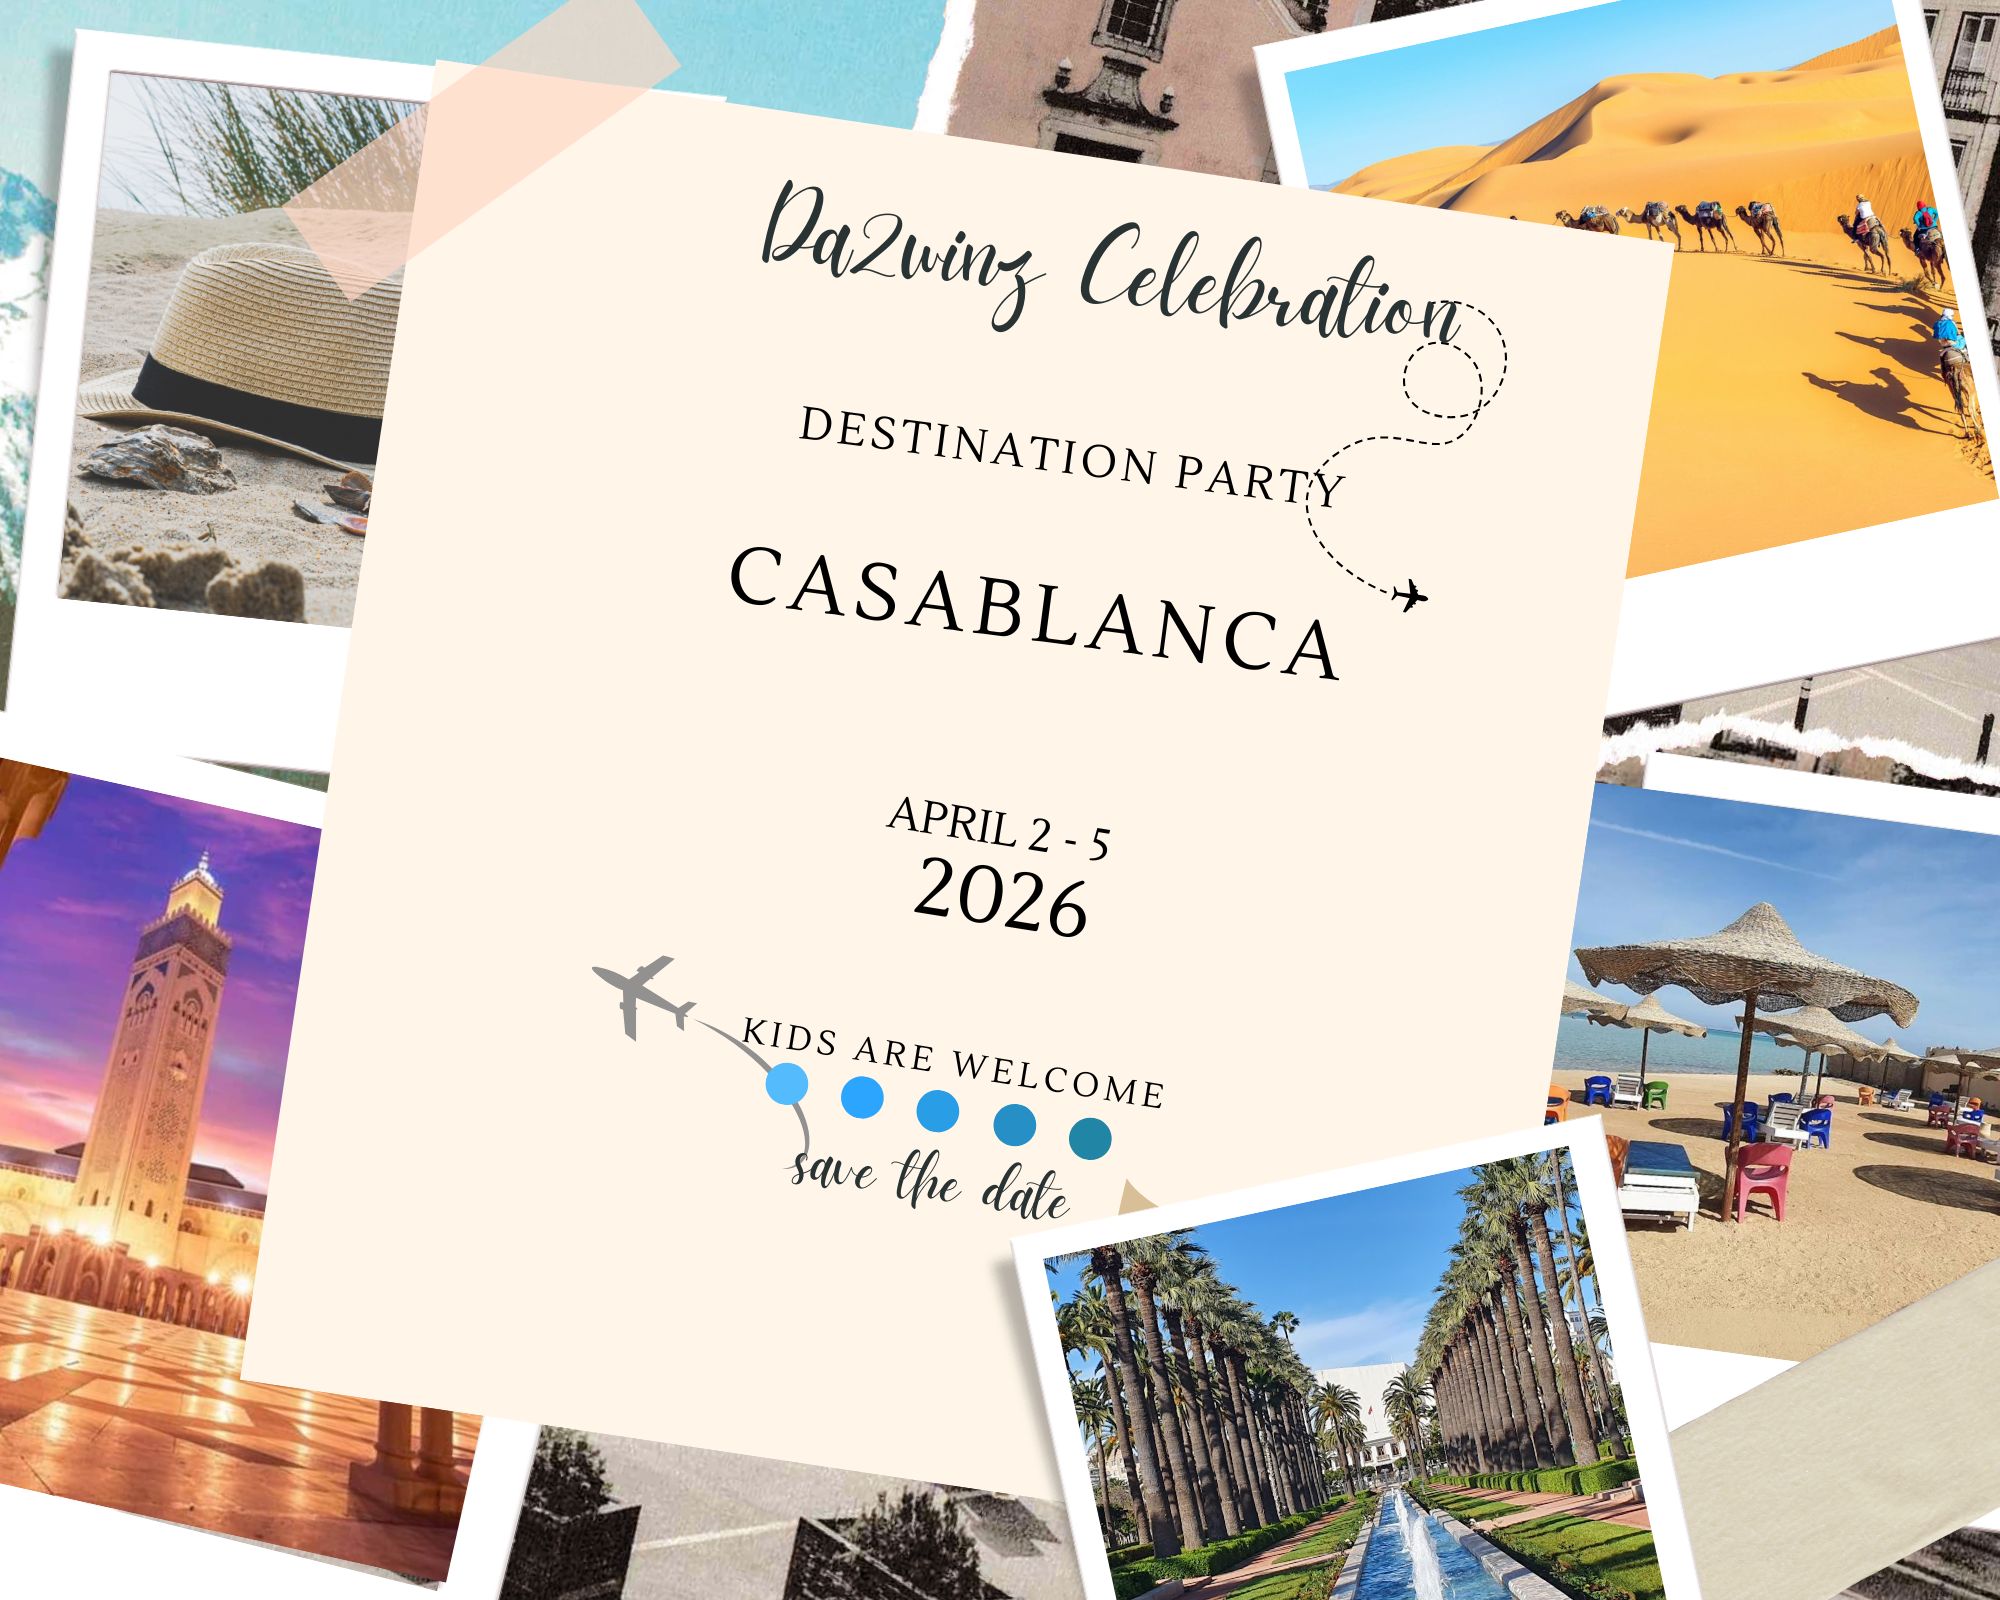 Da2winz Celebration
DESTINATION PARTY
CASABLANCA
APRIL 2 - 5
2026
KIDS ARE WELCOME
save the date